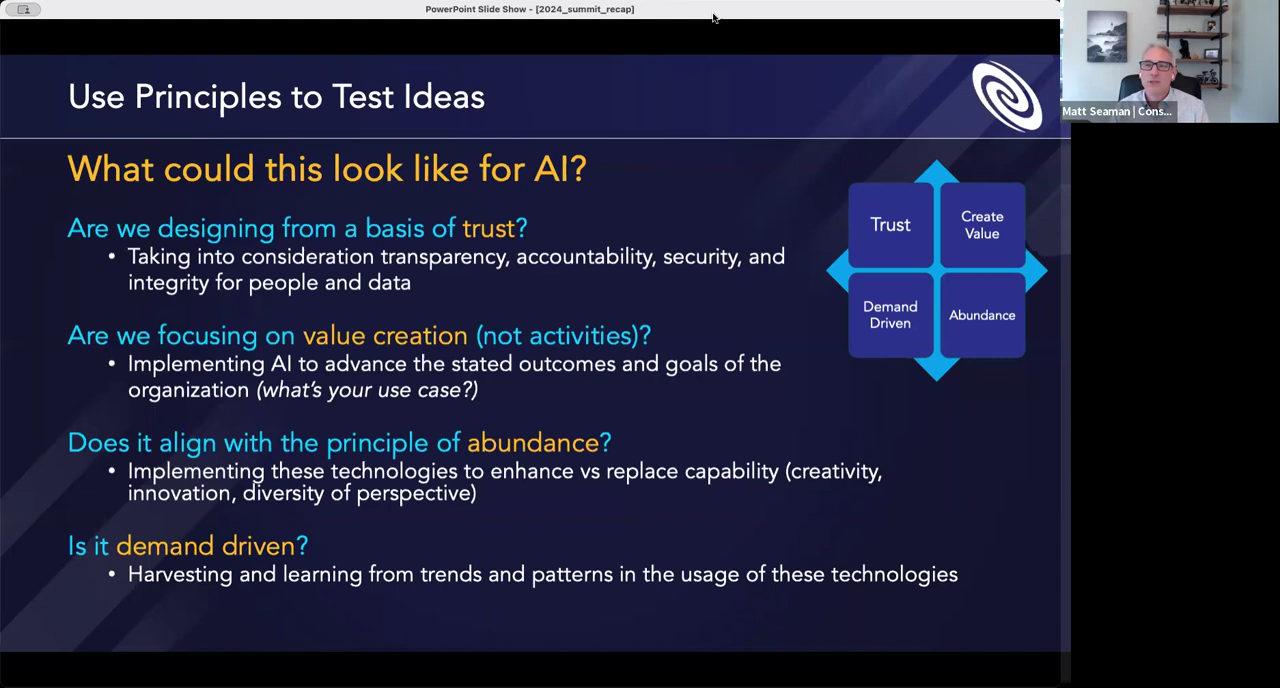 PowerPoint Slide Show - [2024_summit_recap]
Use Principles to Test Ideas
What could this look like for AI?
Are we designing from a basis of trust?
• Taking into consideration transparency, accountability, security, and
integrity for people and data
Are we focusing on value creation (not activities)?
• Implementing AI to advance the stated outcomes and goals of the
organization (what's your use case?)
Does it align with the principle of abundance?
• Implementing these technologies to enhance vs replace capability (creativity,
innovation, diversity of perspective)
Is it demand driven?
• Harvesting and learning from trends and patterns in the usage of these technologies
Trust
Create
Value
Demand
Driven
Abundance
Matt Seaman | Cons...